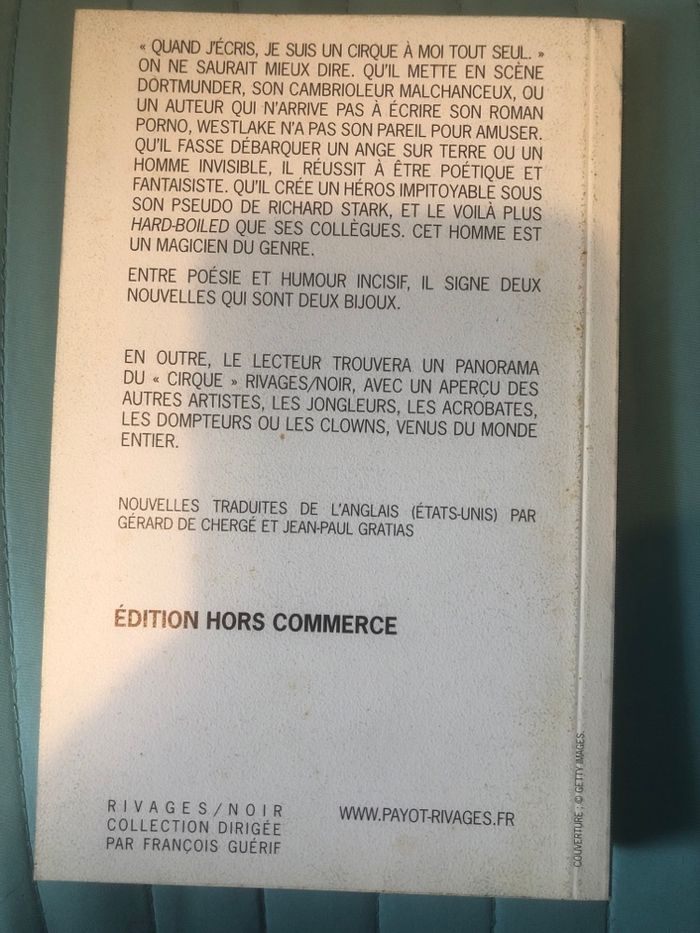 « QUAND J'ÉCRIS, JE SUIS UN CIRQUE À MOI TOUT SEUL. »
ON NE SAURAIT MIEUX DIRE. QU'IL METTE EN SCÈNE
DORTMUNDER, SON CAMBRIOLEUR MALCHANCEUX, OU
UN AUTEUR QUI N'ARRIVE PAS À ÉCRIRE SON ROMAN
PORNO, WESTLAKE N'A PAS SON PAREIL POUR AMUSER.
QU'IL FASSE DÉBARQUER UN ANGE SUR TERRE OU UN
HOMME INVISIBLE, IL RÉUSSIT À ÊTRE POÉTIQUE ET
FANTAISISTE. QU'IL CRÉE UN HÉROS IMPITOYABLE SOUS
SON PSEUDO DE RICHARD STARK, ET LE VOILÀ PLUS
HARD-BOILED QUE SES COLLÈGUES. CET HOMME EST
UN MAGICIEN DU GENRE.
ENTRE POÉSIE ET HUMOUR INCISIF, IL SIGNE DEUX
NOUVELLES QUI SONT DEUX BIJOUX.
EN OUTRE, LE LECTEUR TROUVERA UN PANORAMA
DU « CIRQUE » RIVAGES/NOIR, AVEC UN APERÇU DES
AUTRES ARTISTES, LES JONGLEURS, LES ACROBATES,
LES DOMPTEURS OU LES CLOWNS, VENUS DU MONDE
ENTIER.
NOUVELLES TRADUITES DE L'ANGLAIS (ÉTATS-UNIS) PAR
GÉRARD DE CHERGÉ ET JEAN-PAUL GRATIAS
ÉDITION HORS COMMERCE
RIVAGES/NOIR
COLLECTION DIRIGÉE
PAR FRANÇOIS GUÉRIF
WWW.PAYOT-RIVAGES.FR
COUVERTURE : © GETTY IMAGES.